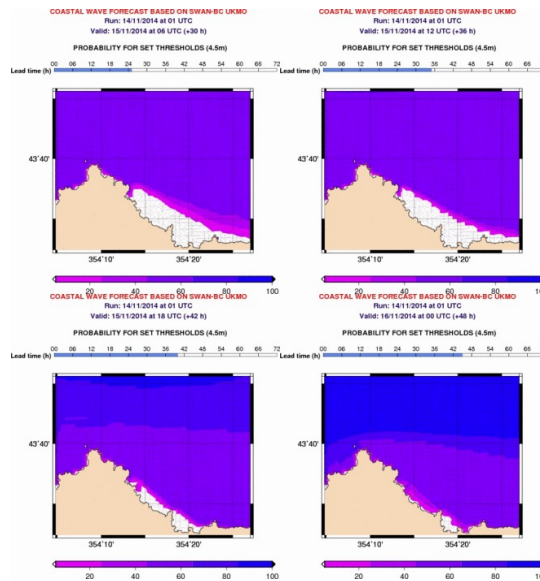 COASTAL WAVE FORECAST BASED ON SWAN-BC UKMO
Run: 14/11/2014 at 01 UTC
Valid: 15/11/2014 at 06 UTC (+30 h)
PROBABILITY FOR SET THRESHOLDS (4.5m)
Lead time (h) 00 06 12 18 24 30 36 42 48 54 60 66 72
43°40'
354°10' 354°20'
20 40 60 80 100
COASTAL WAVE FORECAST BASED ON SWAN-BC UKMO
Run: 14/11/2014 at 01 UTC
Valid: 15/11/2014 at 12 UTC (+36 h)
PROBABILITY FOR SET THRESHOLDS (4.5m)
Lead time (h) 00 06 12 18 24 30 36 42 48 54 60 66
43°40'
354°10' 354°20'
20 40 60 80
COASTAL WAVE FORECAST BASED ON SWAN-BC UKMO
Run: 14/11/2014 at 01 UTC
Valid: 15/11/2014 at 18 UTC (+42 h)
PROBABILITY FOR SET THRESHOLDS (4.5m)
Lead time (h) 00 06 12 18 24 30 36 42 48 54 60 66 72
43°40'
354°10' 354°20'
20 40 60 80 100
COASTAL WAVE FORECAST BASED ON SWAN-BC UKMO
Run: 14/11/2014 at 01 UTC
Valid: 16/11/2014 at 00 UTC (+48 h)
PROBABILITY FOR SET THRESHOLDS (4.5m)
Lead time (h) 00 06 12 18 24 30 36 42 48 54 60 66
43°40'
354°10' 354°20'
20 40 60 80